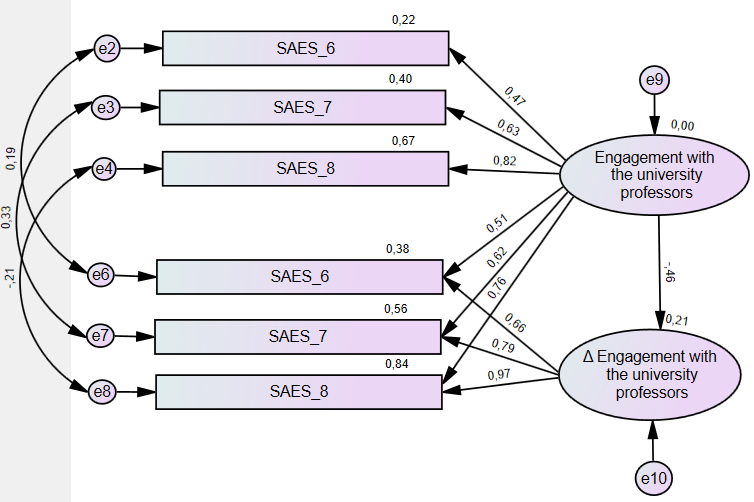 0,22
e2
SAES_6
e9
0,40
e3
SAES_7
0,47
0,63
0,00
0,67
e4
SAES_8
0,82
Engagement with
the university
professors
0,19
0,33
-,21
0,51
0,62
0,76
0,38
e6
SAES_6
-,46
0,66
0,56
e7
SAES_7
0,79
0,21
0,84
e8
SAES_8
0,97
Δ Engagement with
the university
professors
e10